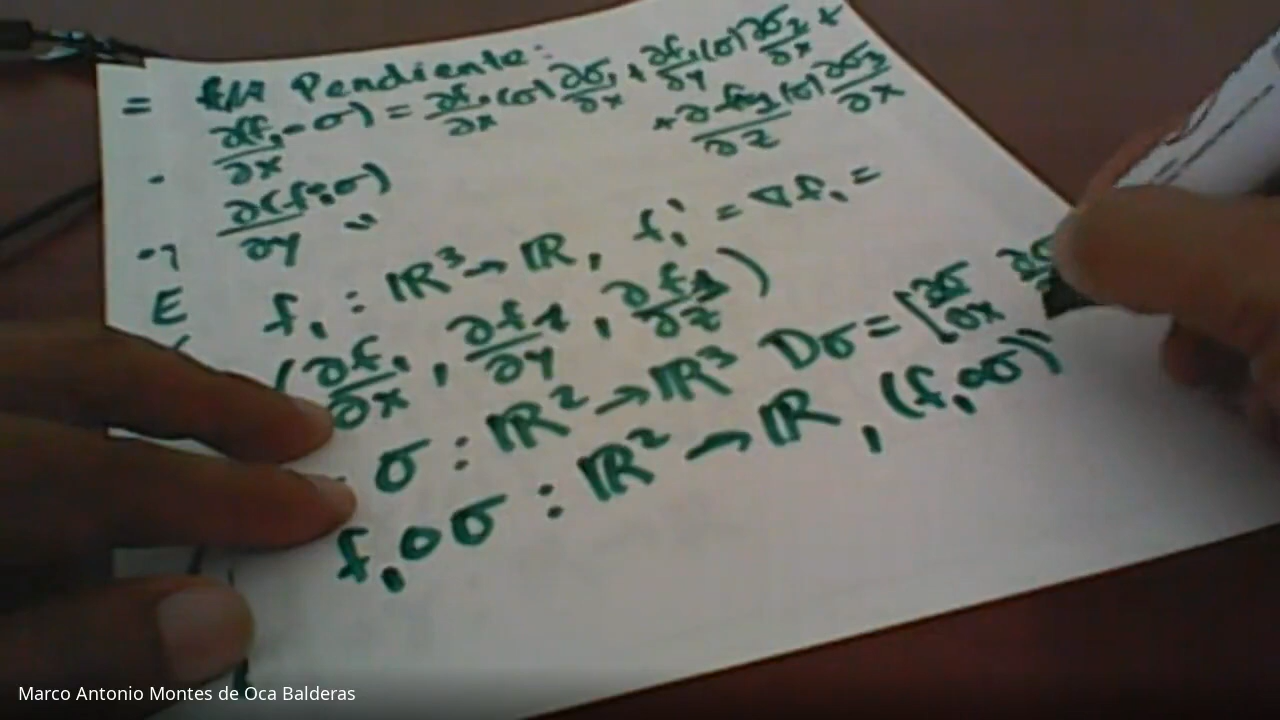 = Pendiente:
∂(f₁∘σ)/∂x = ∂f₁/∂x (σ) ∂σ₁/∂x + ∂f₁/∂y (σ) ∂σ₂/∂x +
+ ∂f₁/∂z (σ) ∂σ₃/∂x
∂(f₁∘σ)/∂y "
f₁ : ℝ³→ℝ, f₁' = ∇f₁ =
(∂f₁/∂x, ∂f₁/∂y, ∂f₁/∂z)
σ : ℝ²→ℝ³ Dσ = [∂σ/∂x
f₁∘σ : ℝ²→ℝ, (f₁∘σ)'
Marco Antonio Montes de Oca Balderas